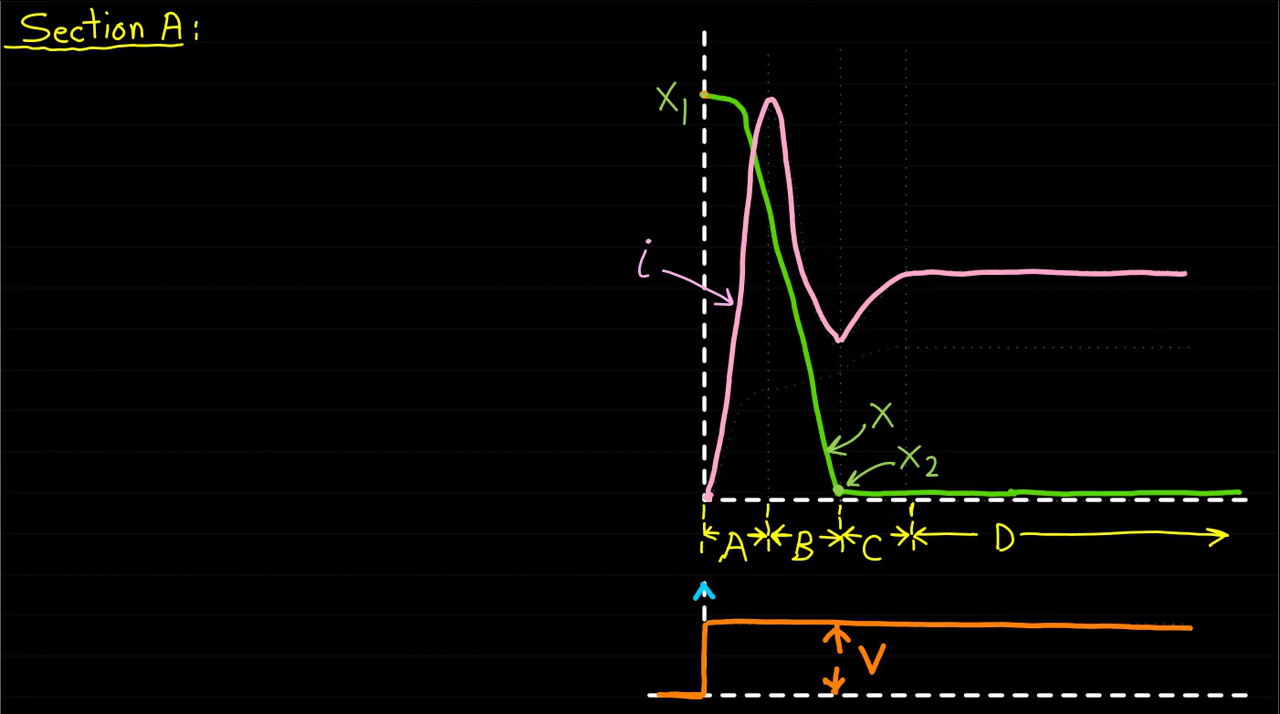 Section A:
X₁
i
X
X₂
A B C D
V